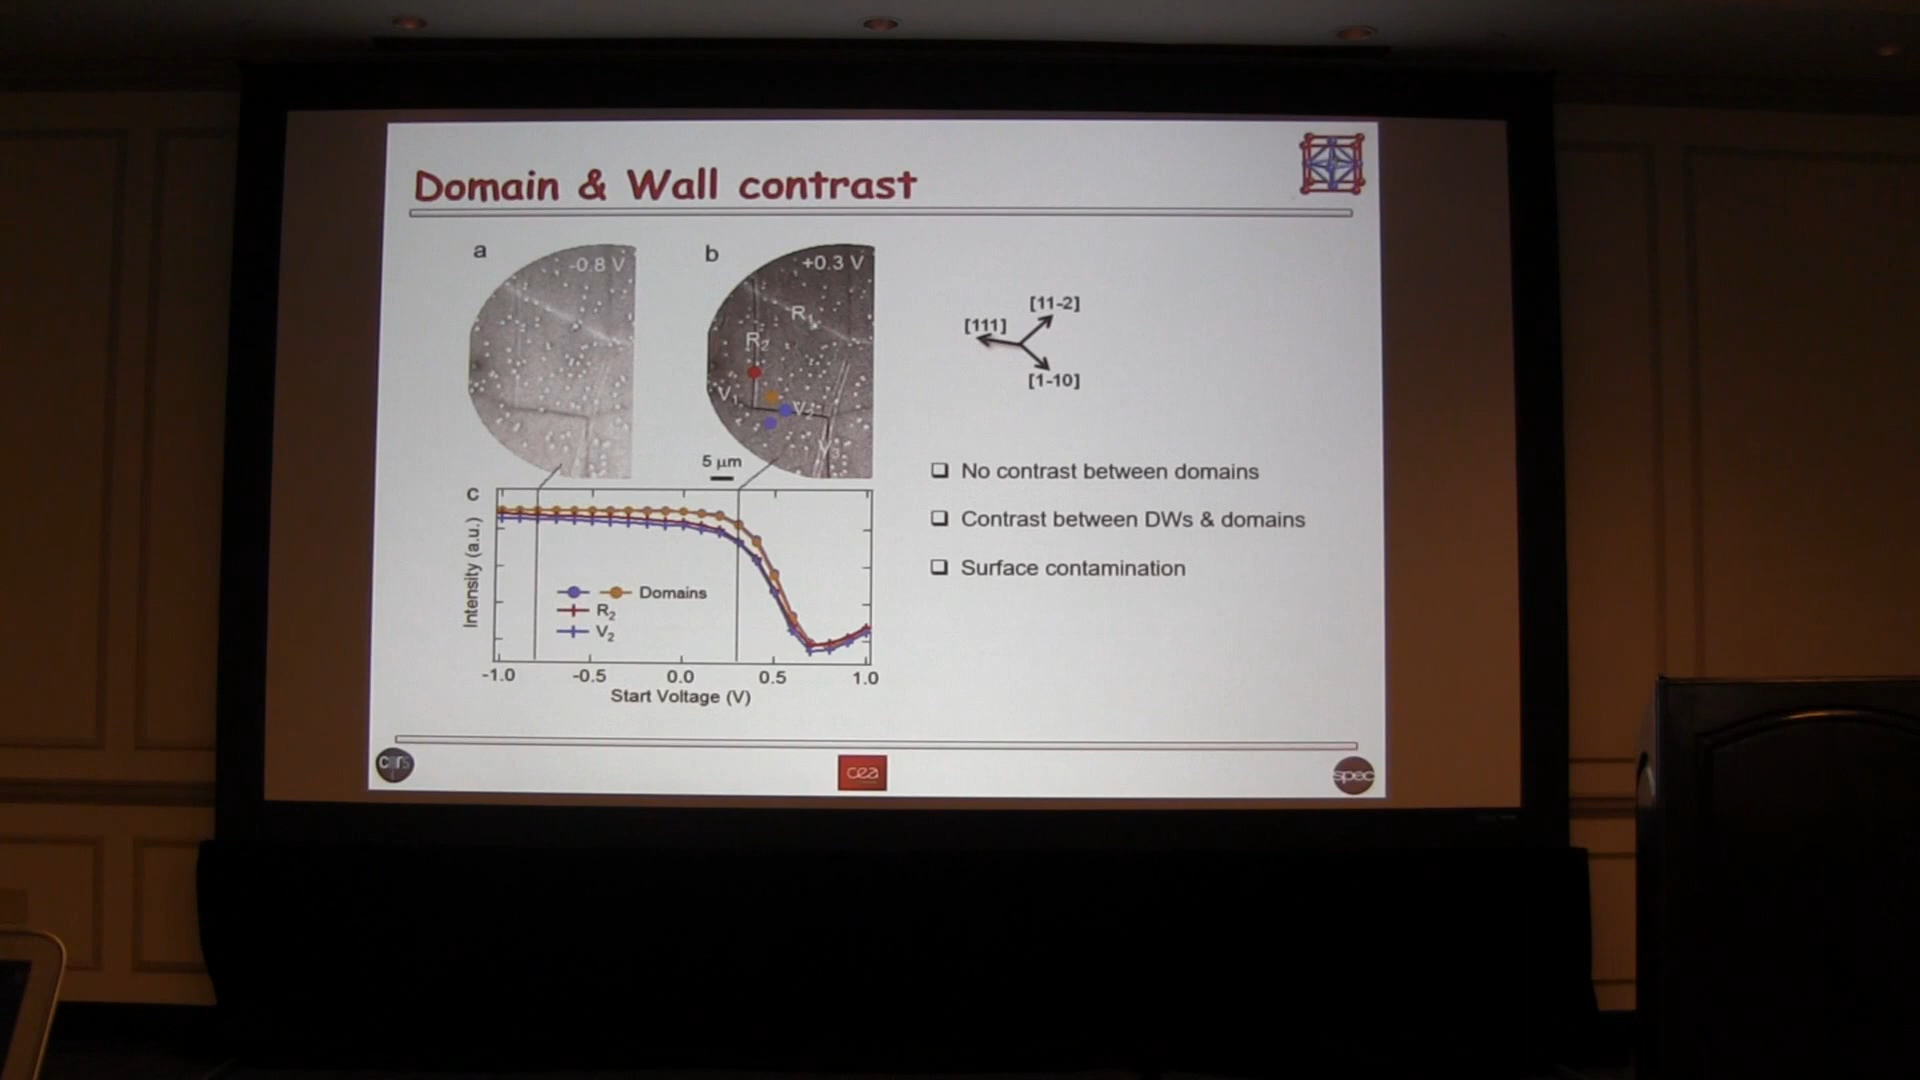 Domain & Wall contrast
a
-0.8 V
b
+0.3 V
R1
R2
V1
V2
V3
5 μm
[11-2]
[111]
[1-10]
No contrast between domains
Contrast between DWs & domains
Surface contamination
c
Intensity (a.u.)
Domains
R2
V2
-1.0 -0.5 0.0 0.5 1.0
Start Voltage (V)
cnrs
cea
spec